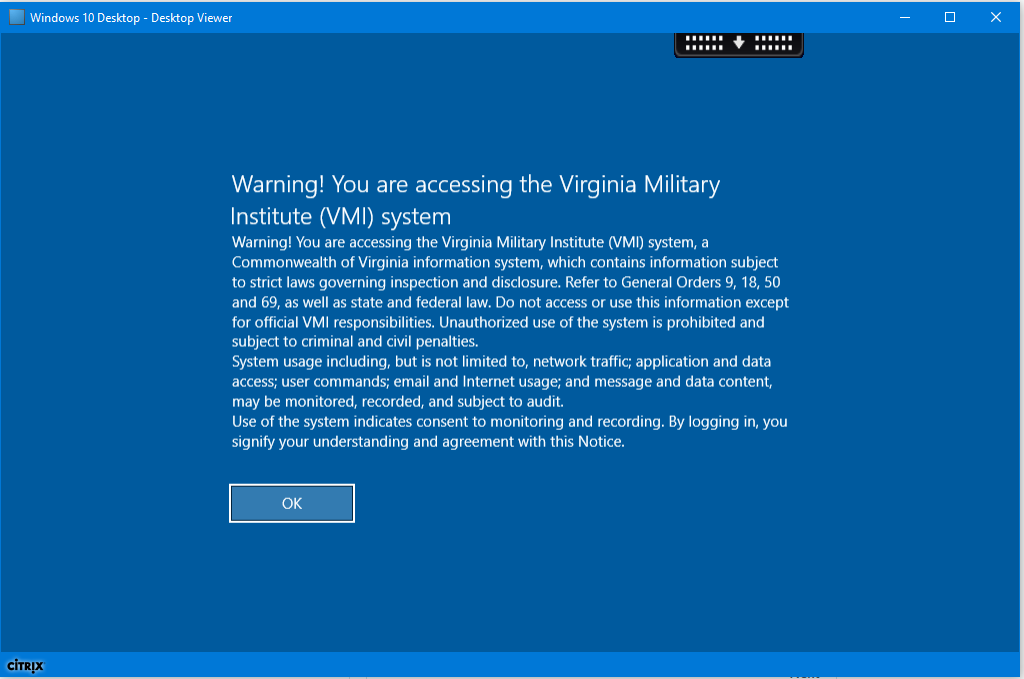 Windows 10 Desktop - Desktop Viewer
Warning! You are accessing the Virginia Military
Institute (VMI) system
Warning! You are accessing the Virginia Military Institute (VMI) system, a
Commonwealth of Virginia information system, which contains information subject
to strict laws governing inspection and disclosure. Refer to General Orders 9, 18, 50
and 69, as well as state and federal law. Do not access or use this information except
for official VMI responsibilities. Unauthorized use of the system is prohibited and
subject to criminal and civil penalties.
System usage including, but is not limited to, network traffic; application and data
access; user commands; email and Internet usage; and message and data content,
may be monitored, recorded, and subject to audit.
Use of the system indicates consent to monitoring and recording. By logging in, you
signify your understanding and agreement with this Notice.
OK
CİTRIX